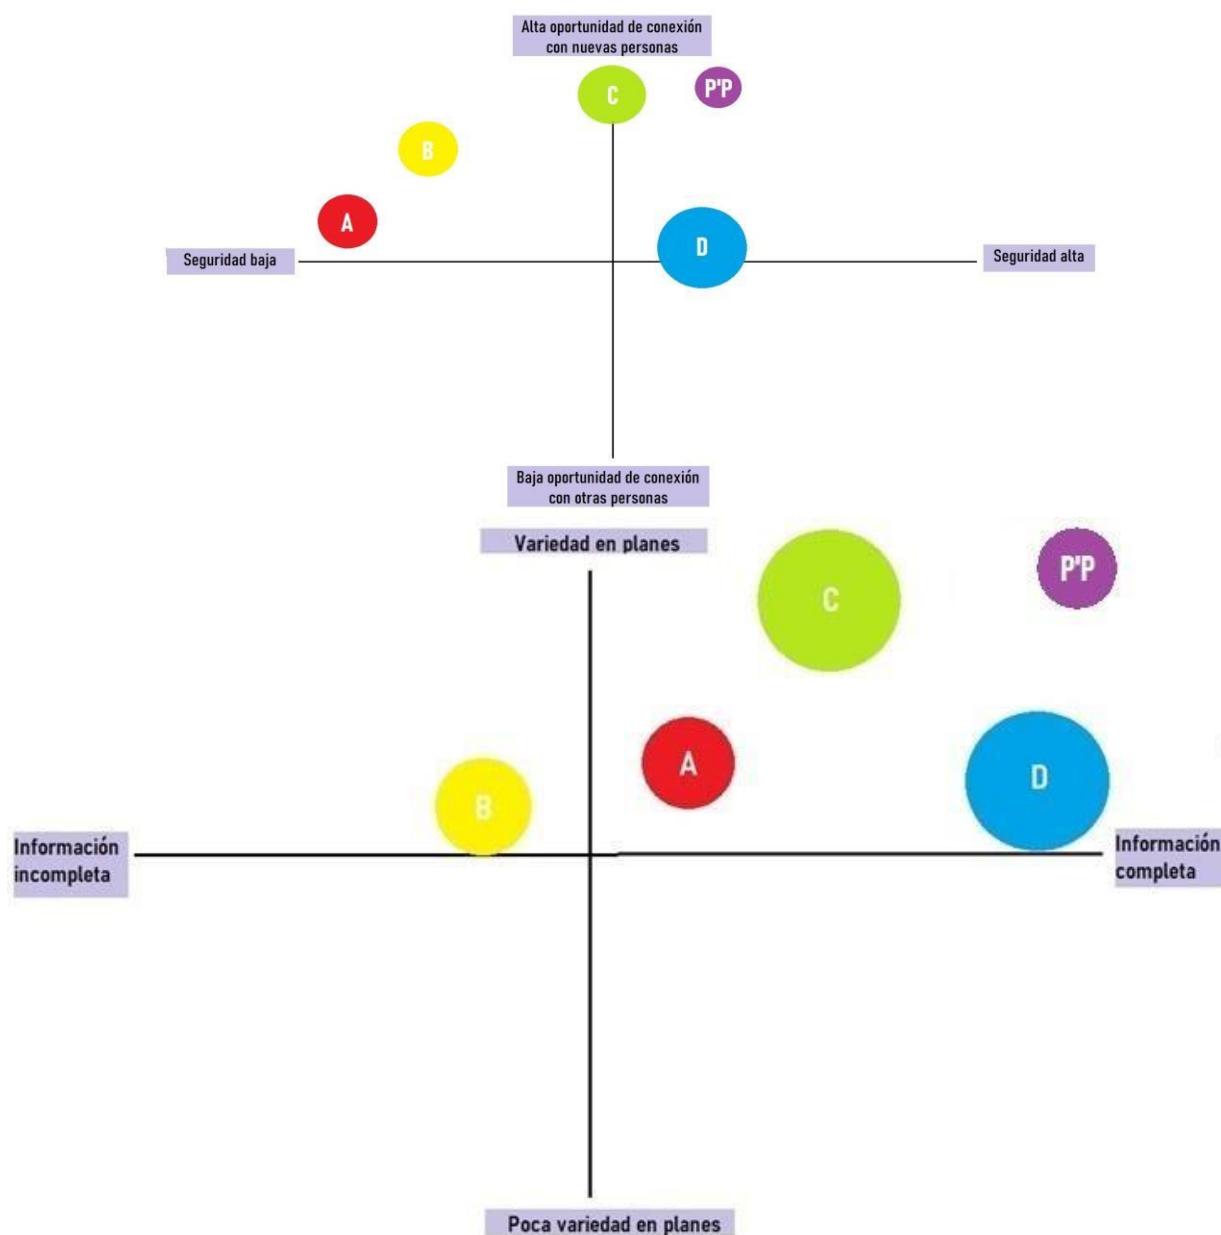 Alta oportunidad de conexión
con nuevas personas
C
P'P
B
A
D
Seguridad baja
Seguridad alta
Baja oportunidad de conexión
con otras personas
Variedad en planes
P'P
C
A
D
B
Información
incompleta
Información
completa
Poca variedad en planes